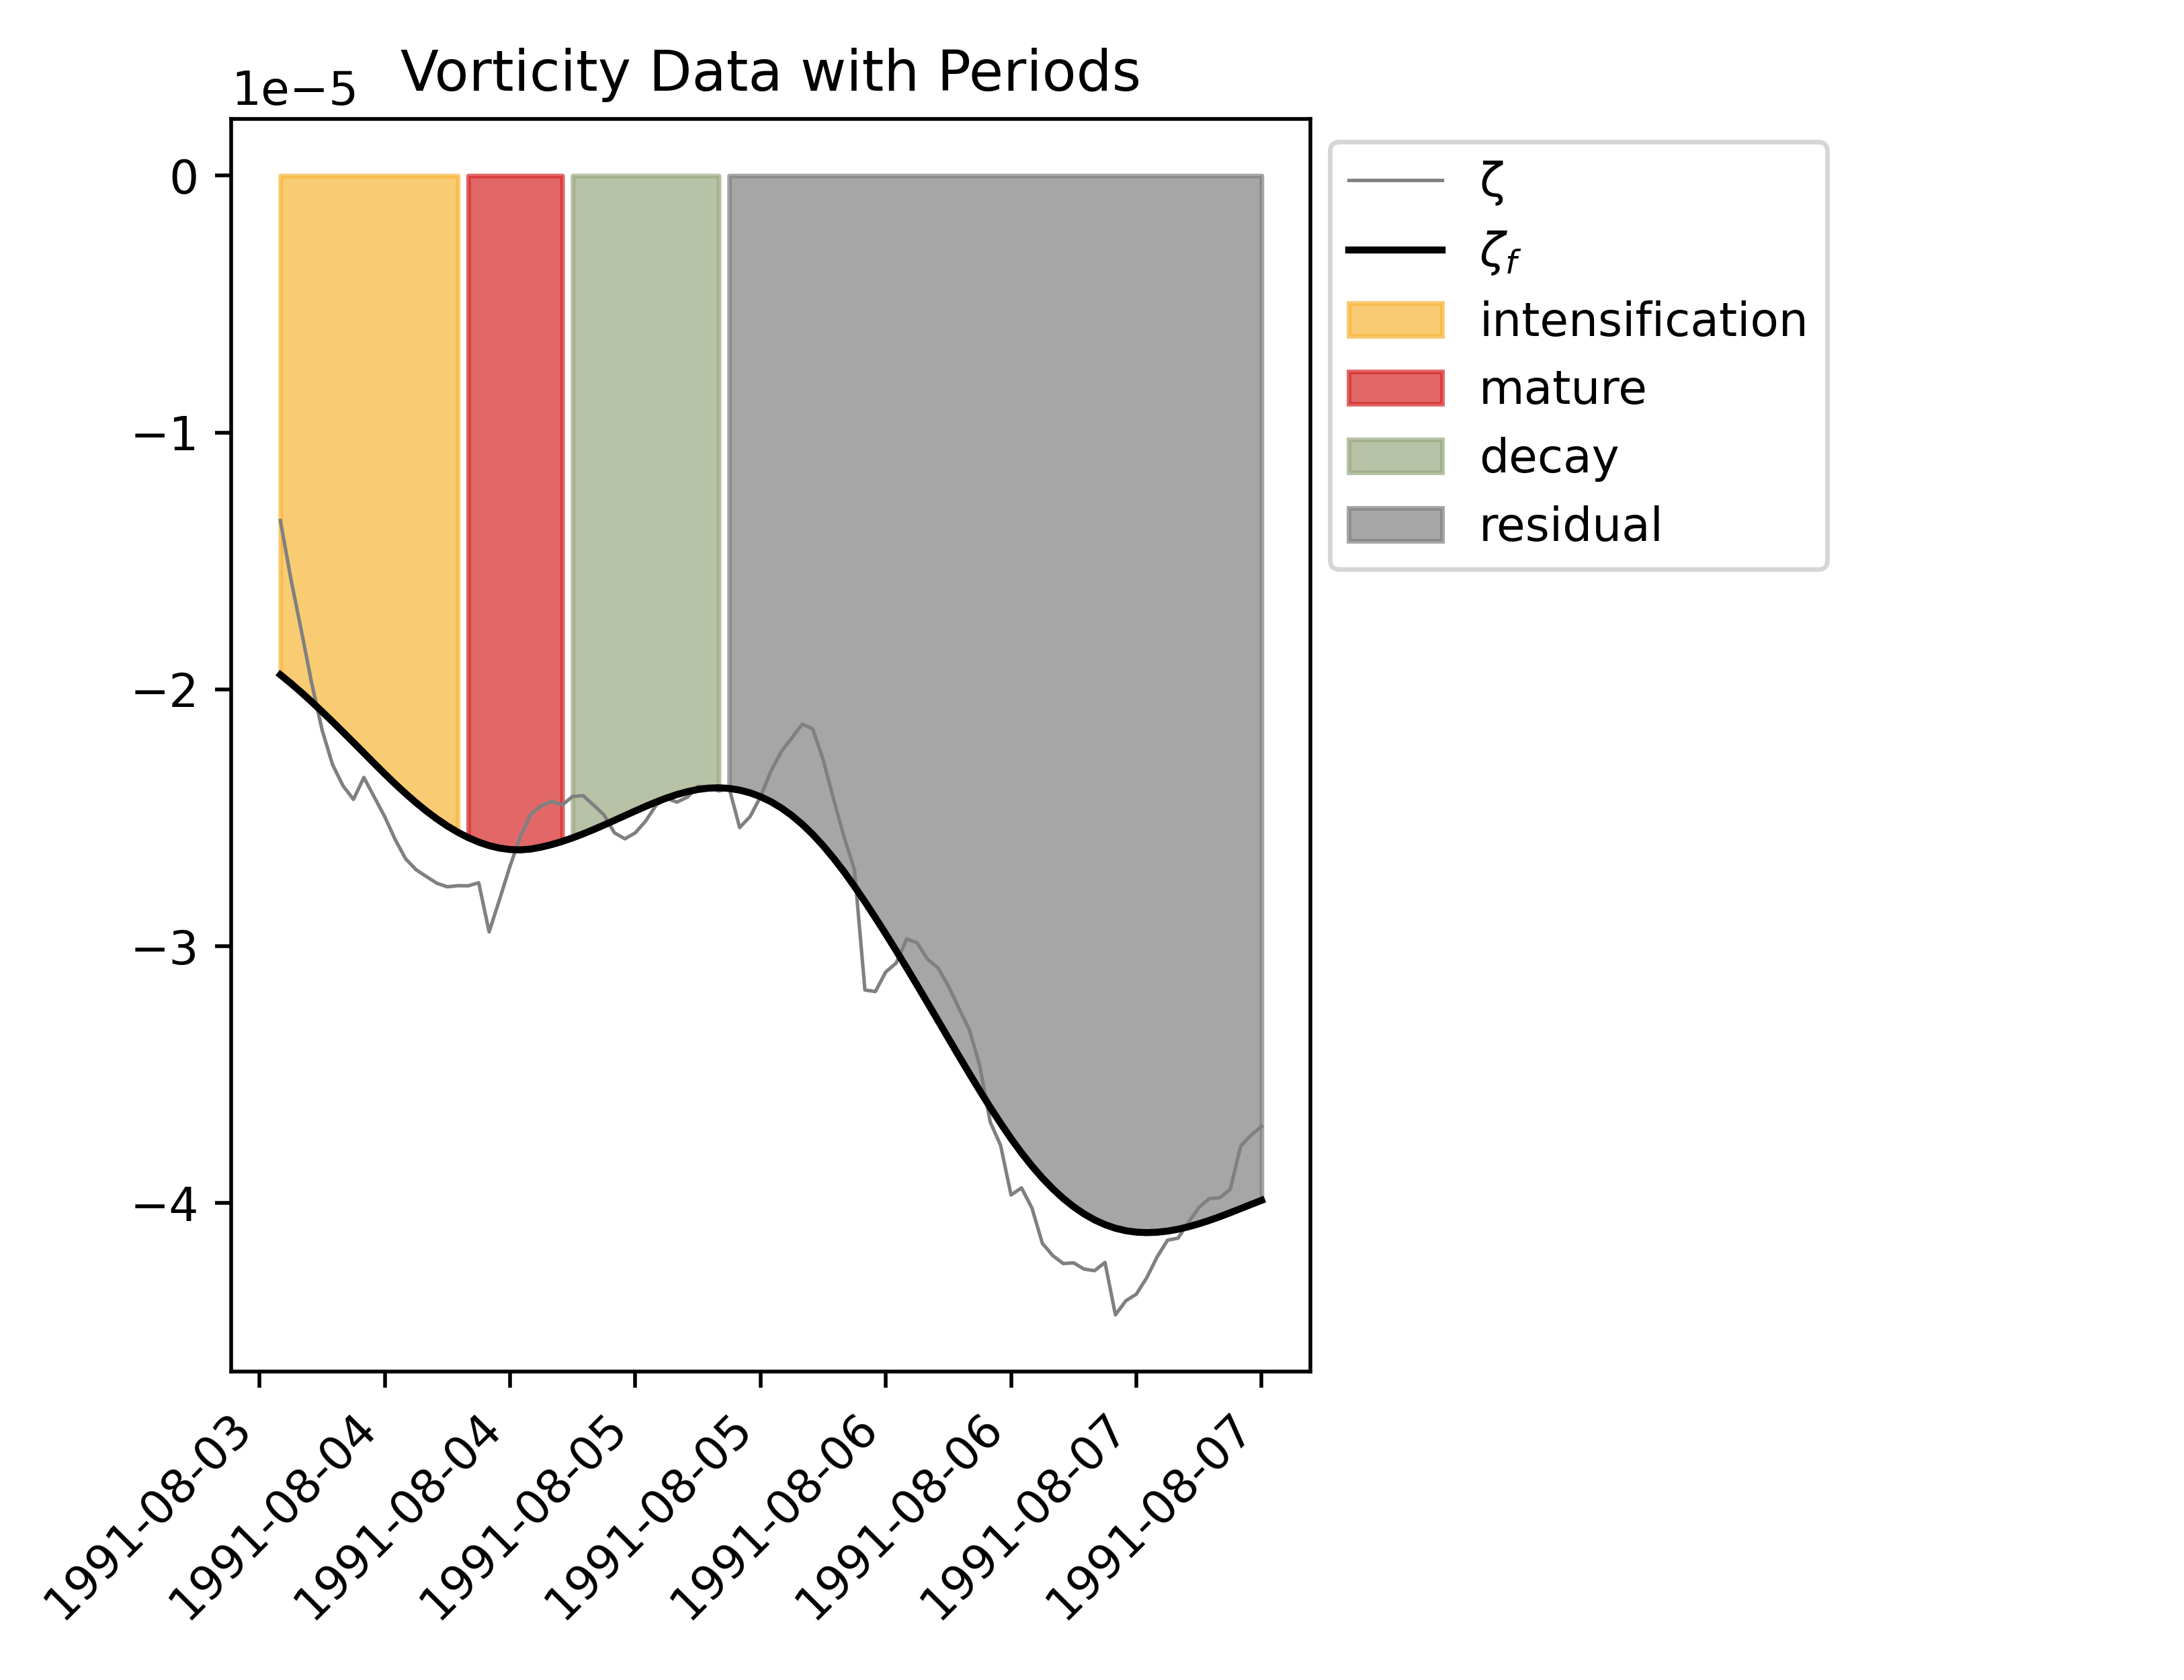 Vorticity Data with Periods
1e−5
0
−1
−2
−3
−4
1991-08-03
1991-08-04
1991-08-04
1991-08-05
1991-08-05
1991-08-06
1991-08-06
1991-08-07
1991-08-07
ζ
ζf
intensification
mature
decay
residual